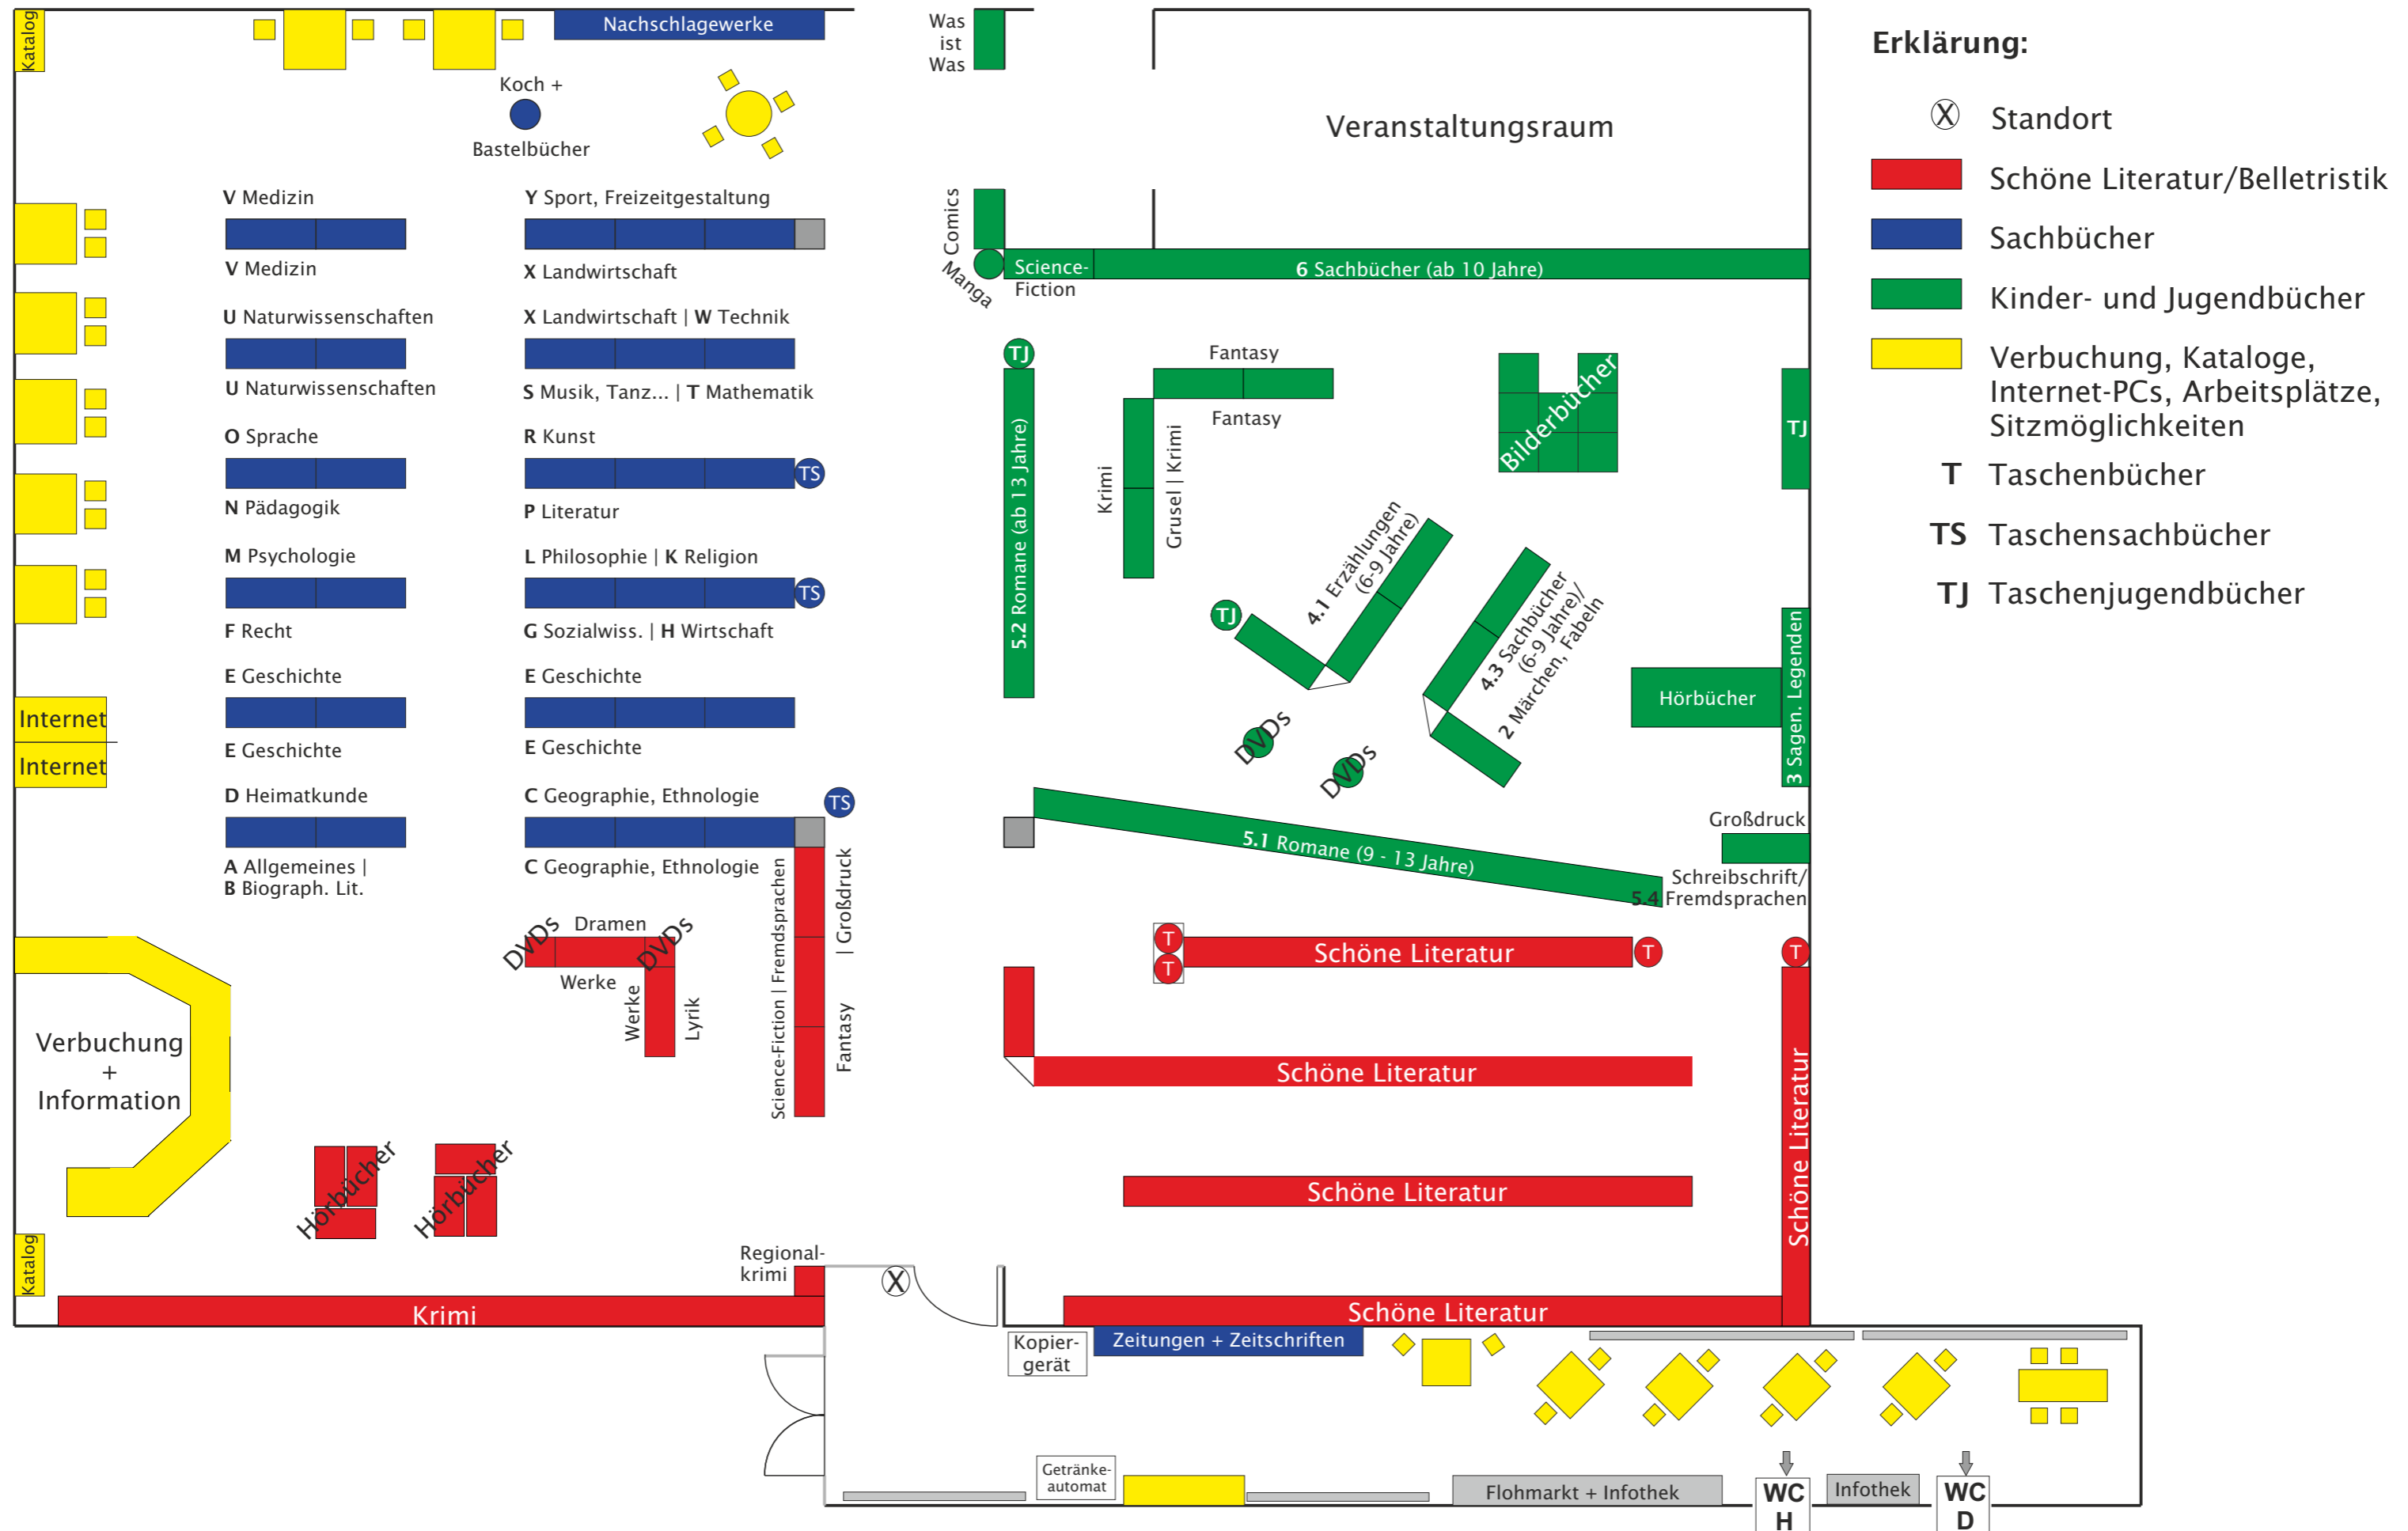 Katalog
Nachschlagewerke
Koch +
Bastelbücher
V Medizin
V Medizin
U Naturwissenschaften
U Naturwissenschaften
O Sprache
N Pädagogik
M Psychologie
F Recht
E Geschichte
E Geschichte
D Heimatkunde
A Allgemeines |
B Biograph. Lit.
Y Sport, Freizeitgestaltung
X Landwirtschaft
X Landwirtschaft | W Technik
S Musik, Tanz... | T Mathematik
R Kunst
TS
P Literatur
L Philosophie | K Religion
TS
G Sozialwiss. | H Wirtschaft
E Geschichte
E Geschichte
C Geographie, Ethnologie
TS
C Geographie, Ethnologie
Internet
Internet
Verbuchung
+
Information
DVDs
Dramen
DVDs
Werke
Werke
Lyrik
Science-Fiction | Fremdsprachen
Fantasy | Großdruck
Hörbücher
Hörbücher
Katalog
Regional-
krimi
Krimi
X
Was
ist
Was
Veranstaltungsraum
Comics
Manga
Science-
Fiction
6 Sachbücher (ab 10 Jahre)
TJ
5.2 Romane (ab 13 Jahre)
Fantasy
Fantasy
Krimi
Grusel | Krimi
Bilderbücher
TJ
4.1 Erzählungen
(6-9 Jahre)
TJ
4.3 Sachbücher
(6-9 Jahre)/
2 Märchen, Fabeln
DVDs
DVDs
Hörbücher
3 Sagen. Legenden
5.1 Romane (9 - 13 Jahre)
Großdruck
Schreibschrift/
5.4 Fremdsprachen
T
T
Schöne Literatur
T
T
Schöne Literatur
Schöne Literatur
Schöne Literatur
Schöne Literatur
Kopier-
gerät
Zeitungen + Zeitschriften
Getränke-
automat
Flohmarkt + Infothek
WC
H
Infothek
WC
D
Erklärung:
X Standort
Schöne Literatur/Belletristik
Sachbücher
Kinder- und Jugendbücher
Verbuchung, Kataloge,
Internet-PCs, Arbeitsplätze,
Sitzmöglichkeiten
T Taschenbücher
TS Taschensachbücher
TJ Taschenjugendbücher